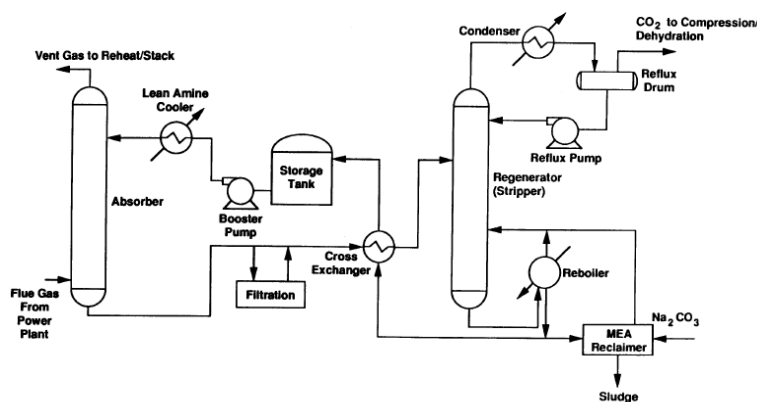 Vent Gas to Reheat/Stack
Lean Amine
Cooler
Condenser
CO2 to Compression/
Dehydration
Reflux
Drum
Reflux Pump
Storage
Tank
Booster
Pump
Absorber
Regenerator
(Stripper)
Cross
Exchanger
Reboiler
Filtration
Flue Gas
From
Power
Plant
Na2CO3
MEA
Reclaimer
Sludge